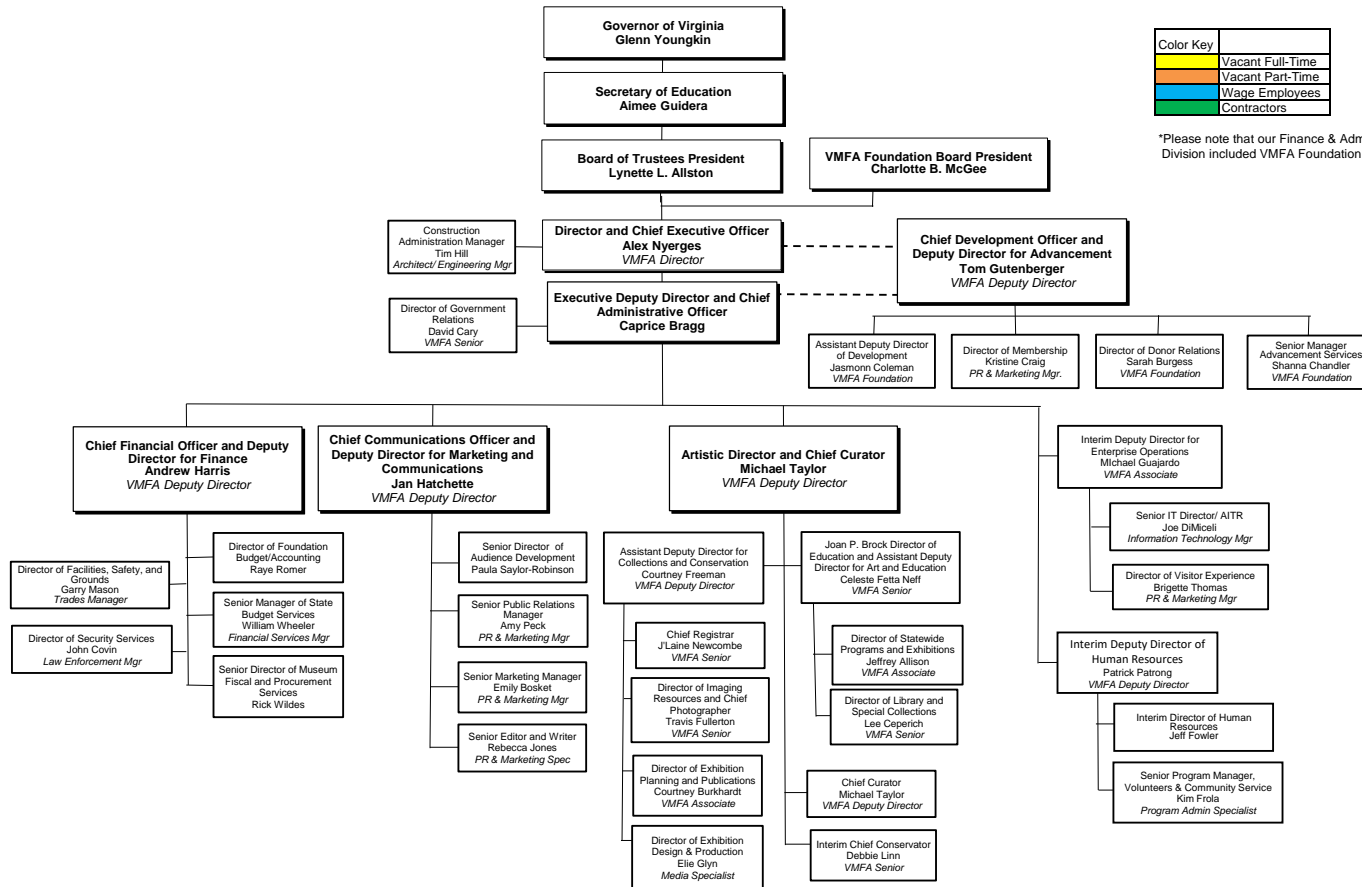 Governor of Virginia
Glenn Youngkin
Color Key
Vacant Full-Time
Vacant Part-Time
Wage Employees
Contractors
*Please note that our Finance & Adm
Division included VMFA Foundation
Secretary of Education
Aimee Guidera
Board of Trustees President
Lynette L. Allston
VMFA Foundation Board President
Charlotte B. McGee
Construction
Administration Manager
Tim Hill
Architect/ Engineering Mgr
Director and Chief Executive Officer
Alex Nyerges
VMFA Director
Chief Development Officer and
Deputy Director for Advancement
Tom Gutenberger
VMFA Deputy Director
Director of Government
Relations
David Cary
VMFA Senior
Executive Deputy Director and Chief
Administrative Officer
Caprice Bragg
Assistant Deputy Director
of Development
Jasmonn Coleman
VMFA Foundation
Director of Membership
Kristine Craig
PR & Marketing Mgr.
Director of Donor Relations
Sarah Burgess
VMFA Foundation
Senior Manager
Advancement Services
Shanna Chandler
VMFA Foundation
Chief Financial Officer and Deputy
Director for Finance
Andrew Harris
VMFA Deputy Director
Chief Communications Officer and
Deputy Director for Marketing and
Communications
Jan Hatchette
VMFA Deputy Director
Artistic Director and Chief Curator
Michael Taylor
VMFA Deputy Director
Interim Deputy Director for
Enterprise Operations
MIchael Guajardo
VMFA Associate
Senior IT Director/ AITR
Joe DiMiceli
Information Technology Mgr
Director of Visitor Experience
Brigette Thomas
PR & Marketing Mgr
Interim Deputy Director of
Human Resources
Patrick Patrong
VMFA Deputy Director
Interim Director of Human
Resources
Jeff Fowler
Senior Program Manager,
Volunteers & Community Service
Kim Frola
Program Admin Specialist
Director of Foundation
Budget/Accounting
Raye Romer
Director of Facilities, Safety, and
Grounds
Garry Mason
Trades Manager
Senior Manager of State
Budget Services
William Wheeler
Financial Services Mgr
Director of Security Services
John Covin
Law Enforcement Mgr
Senior Director of Museum
Fiscal and Procurement
Services
Rick Wildes
Senior Director of
Audience Development
Paula Saylor-Robinson
Senior Public Relations
Manager
Amy Peck
PR & Marketing Mgr
Senior Marketing Manager
Emily Bosket
PR & Marketing Mgr
Senior Editor and Writer
Rebecca Jones
PR & Marketing Spec
Assistant Deputy Director for
Collections and Conservation
Courtney Freeman
VMFA Deputy Director
Joan P. Brock Director of
Education and Assistant Deputy
Director for Art and Education
Celeste Fetta Neff
VMFA Senior
Chief Registrar
J'Laine Newcombe
VMFA Senior
Director of Imaging
Resources and Chief
Photographer
Travis Fullerton
VMFA Senior
Director of Exhibition
Planning and Publications
Courtney Burkhardt
VMFA Associate
Director of Exhibition
Design & Production
Elie Glyn
Media Specialist
Director of Statewide
Programs and Exhibitions
Jeffrey Allison
VMFA Associate
Director of Library and
Special Collections
Lee Ceperich
VMFA Senior
Chief Curator
Michael Taylor
VMFA Deputy Director
Interim Chief Conservator
Debbie Linn
VMFA Senior